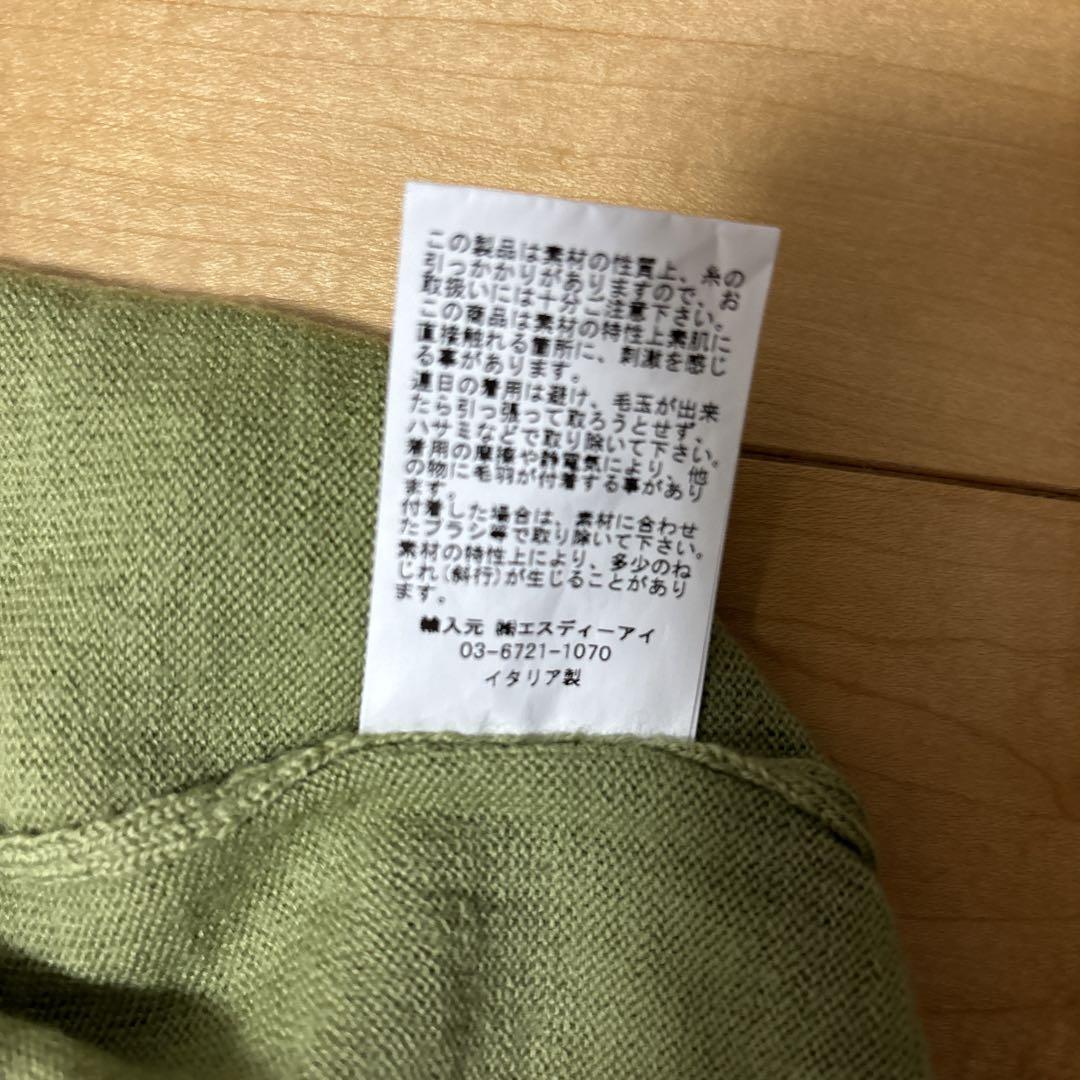 この製品は素材の性質上、糸の
引っかかりがありますので、お
取扱いには十分ご注意下さい。
この商品は素材の特性上素肌に
直接触れる箇所に、刺激を感じ
る事があります。
連日の着用は避け、毛玉が出来
たら引っ張って取ろうとせず、
ハサミなどで取り除いて下さい。
着用の摩擦や静電気により、他
の物に毛羽が付着する事があり
ます。
付着した場合は、素材に合わせ
たブラシ等で取り除いて下さい。
素材の特性上により、多少のね
じれ(斜行)が生じることがあり
ます。
輸入元 ㈱エスディーアイ
03-6721-1070
イタリア製